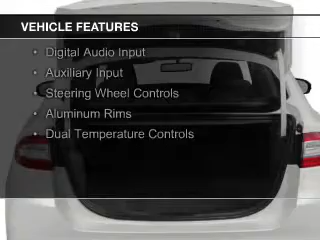 VEHICLE FEATURES
• Digital Audio Input
• Auxiliary Input
• Steering Wheel Controls
• Aluminum Rims
• Dual Temperature Controls